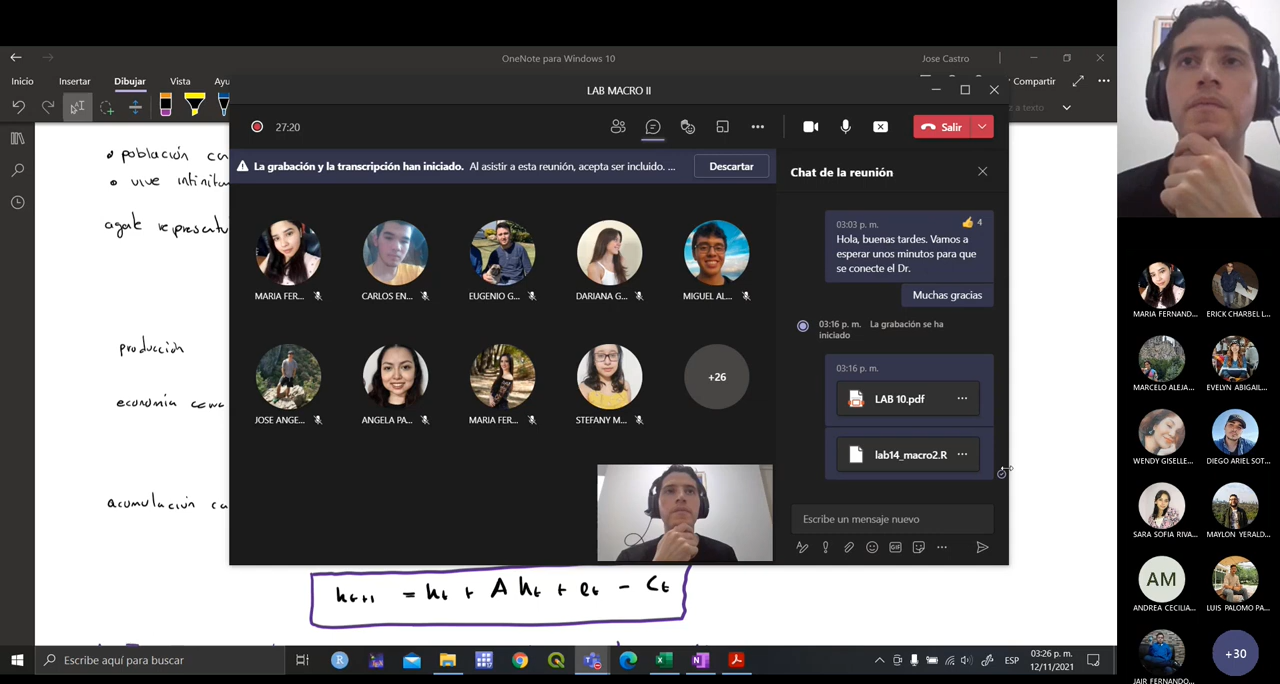 OneNote para Windows 10
Jose Castro
Inicio
Insertar
Dibujar
Vista
Ayu
Compartir
a texto
LAB MACRO II
27:20
Salir
La grabación y la transcripción han iniciado. Al asistir a esta reunión, acepta ser incluido. ...
Descartar
Chat de la reunión
03:03 p. m.
4
Hola, buenas tardes. Vamos a
esperar unos minutos para que
se conecte el Dr.
Muchas gracias
03:16 p. m. La grabación se ha
iniciado
03:16 p. m.
LAB 10.pdf
lab14_macro2.R
Escribe un mensaje nuevo
GIF
MARIA FER...
CARLOS EN...
EUGENIO G...
DARIANA G...
MIGUEL AL...
JOSE ANGE...
ANGELA PA...
MARIA FER...
STEFANY M...
+26
población
vive
producción
economía
acumulación
MARIA FERNAND...
ERICK CHARBEL L...
MARCELO ALEJA...
EVELYN ABIGAIL...
WENDY GISELLE...
DIEGO ARIEL SOT...
SARA SOFIA RIVA...
MAYLON YERALD...
AM
ANDREA CECILIA...
LUIS PALOMO PA...
JAIR FERNANDO...
+30
Escribe aquí para buscar
ESP
03:26 p. m.
12/11/2021